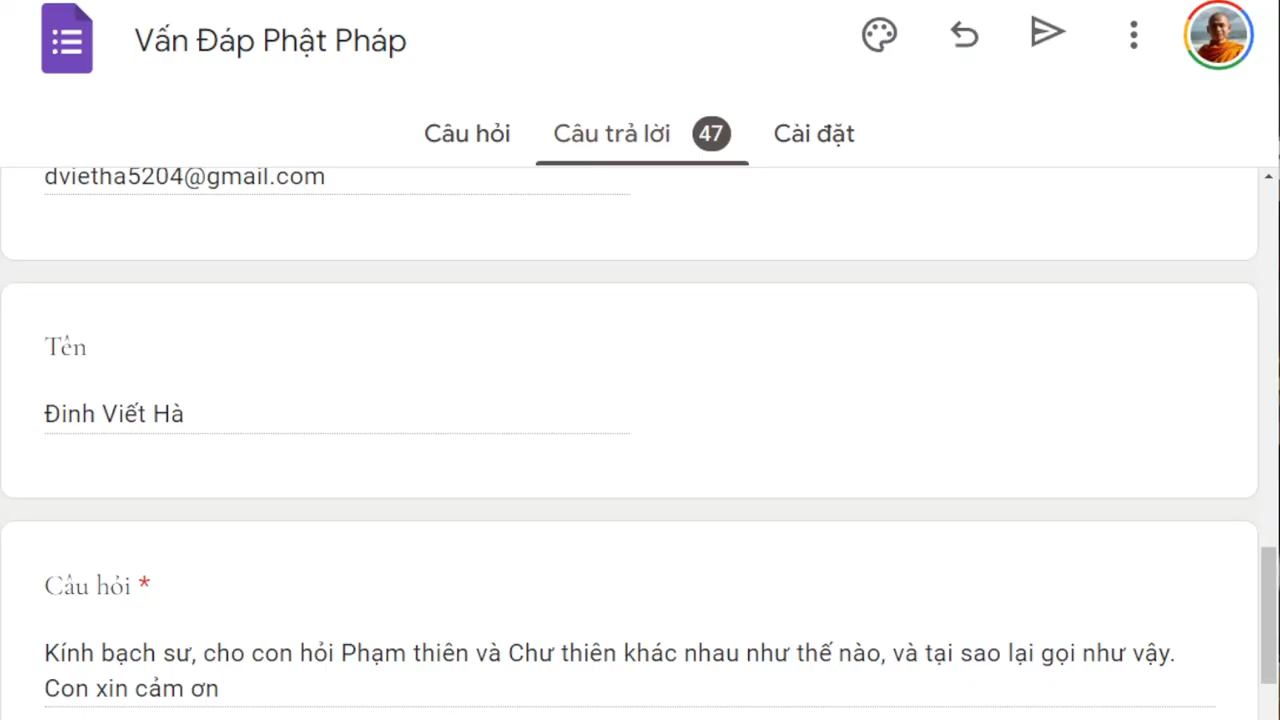 Vấn Đáp Phật Pháp
Câu hỏi Câu trả lời 47 Cài đặt
dvietha5204@gmail.com
Tên
Đinh Viết Hà
Câu hỏi *
Kính bạch sư, cho con hỏi Phạm thiên và Chư thiên khác nhau như thế nào, và tại sao lại gọi như vậy.
Con xin cảm ơn